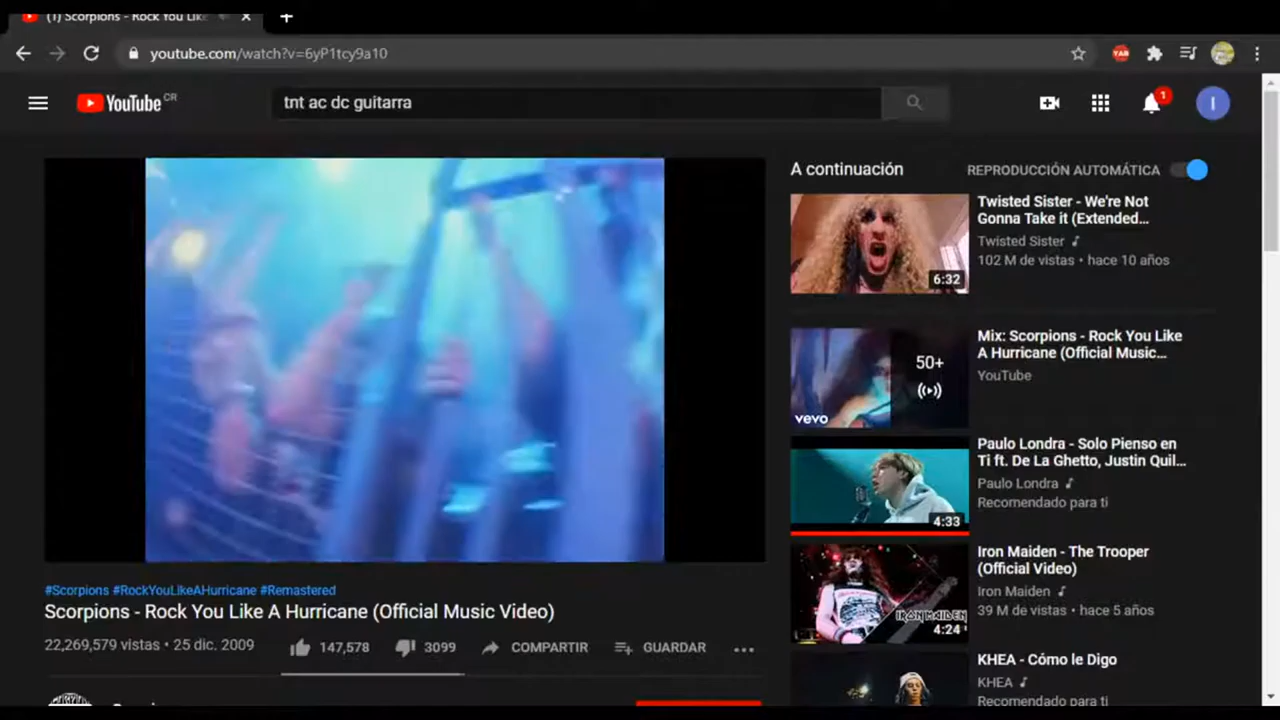 (1) Scorpions - Rock You Like
youtube.com/watch?v=6yP1tcy9a10
YAB
YouTube CR
tnt ac dc guitarra
1
I
A continuación
REPRODUCCIÓN AUTOMÁTICA
Twisted Sister - We're Not
Gonna Take it (Extended...
Twisted Sister
102 M de vistas • hace 10 años
6:32
Mix: Scorpions - Rock You Like
A Hurricane (Official Music...
YouTube
50+
vevo
Paulo Londra - Solo Pienso en
Ti ft. De La Ghetto, Justin Quil...
Paulo Londra
Recomendado para ti
4:33
Iron Maiden - The Trooper
(Official Video)
Iron Maiden
39 M de vistas • hace 5 años
IRON MAIDEN
4:24
KHEA - Cómo le Digo
KHEA
Recomendado para ti
#Scorpions #RockYouLikeAHurricane #Remastered
Scorpions - Rock You Like A Hurricane (Official Music Video)
22,269,579 vistas • 25 dic. 2009
147,578
3099
COMPARTIR
GUARDAR